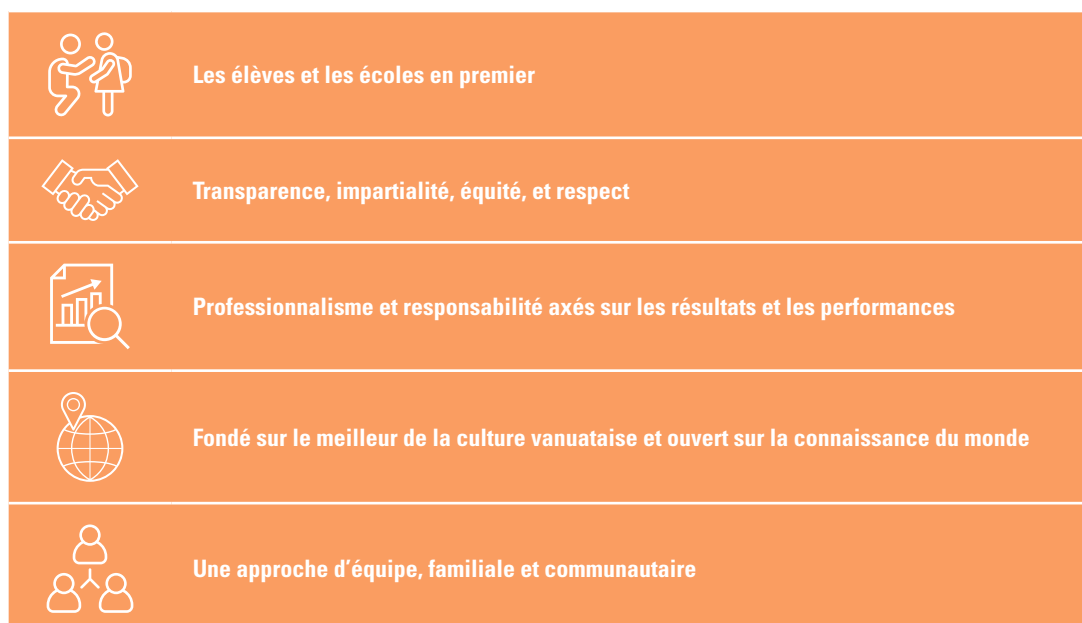 Les élèves et les écoles en premier
Transparence, impartialité, équité, et respect
Professionnalisme et responsabilité axés sur les résultats et les performances
Fondé sur le meilleur de la culture vanuataise et ouvert sur la connaissance du monde
Une approche d'équipe, familiale et communautaire